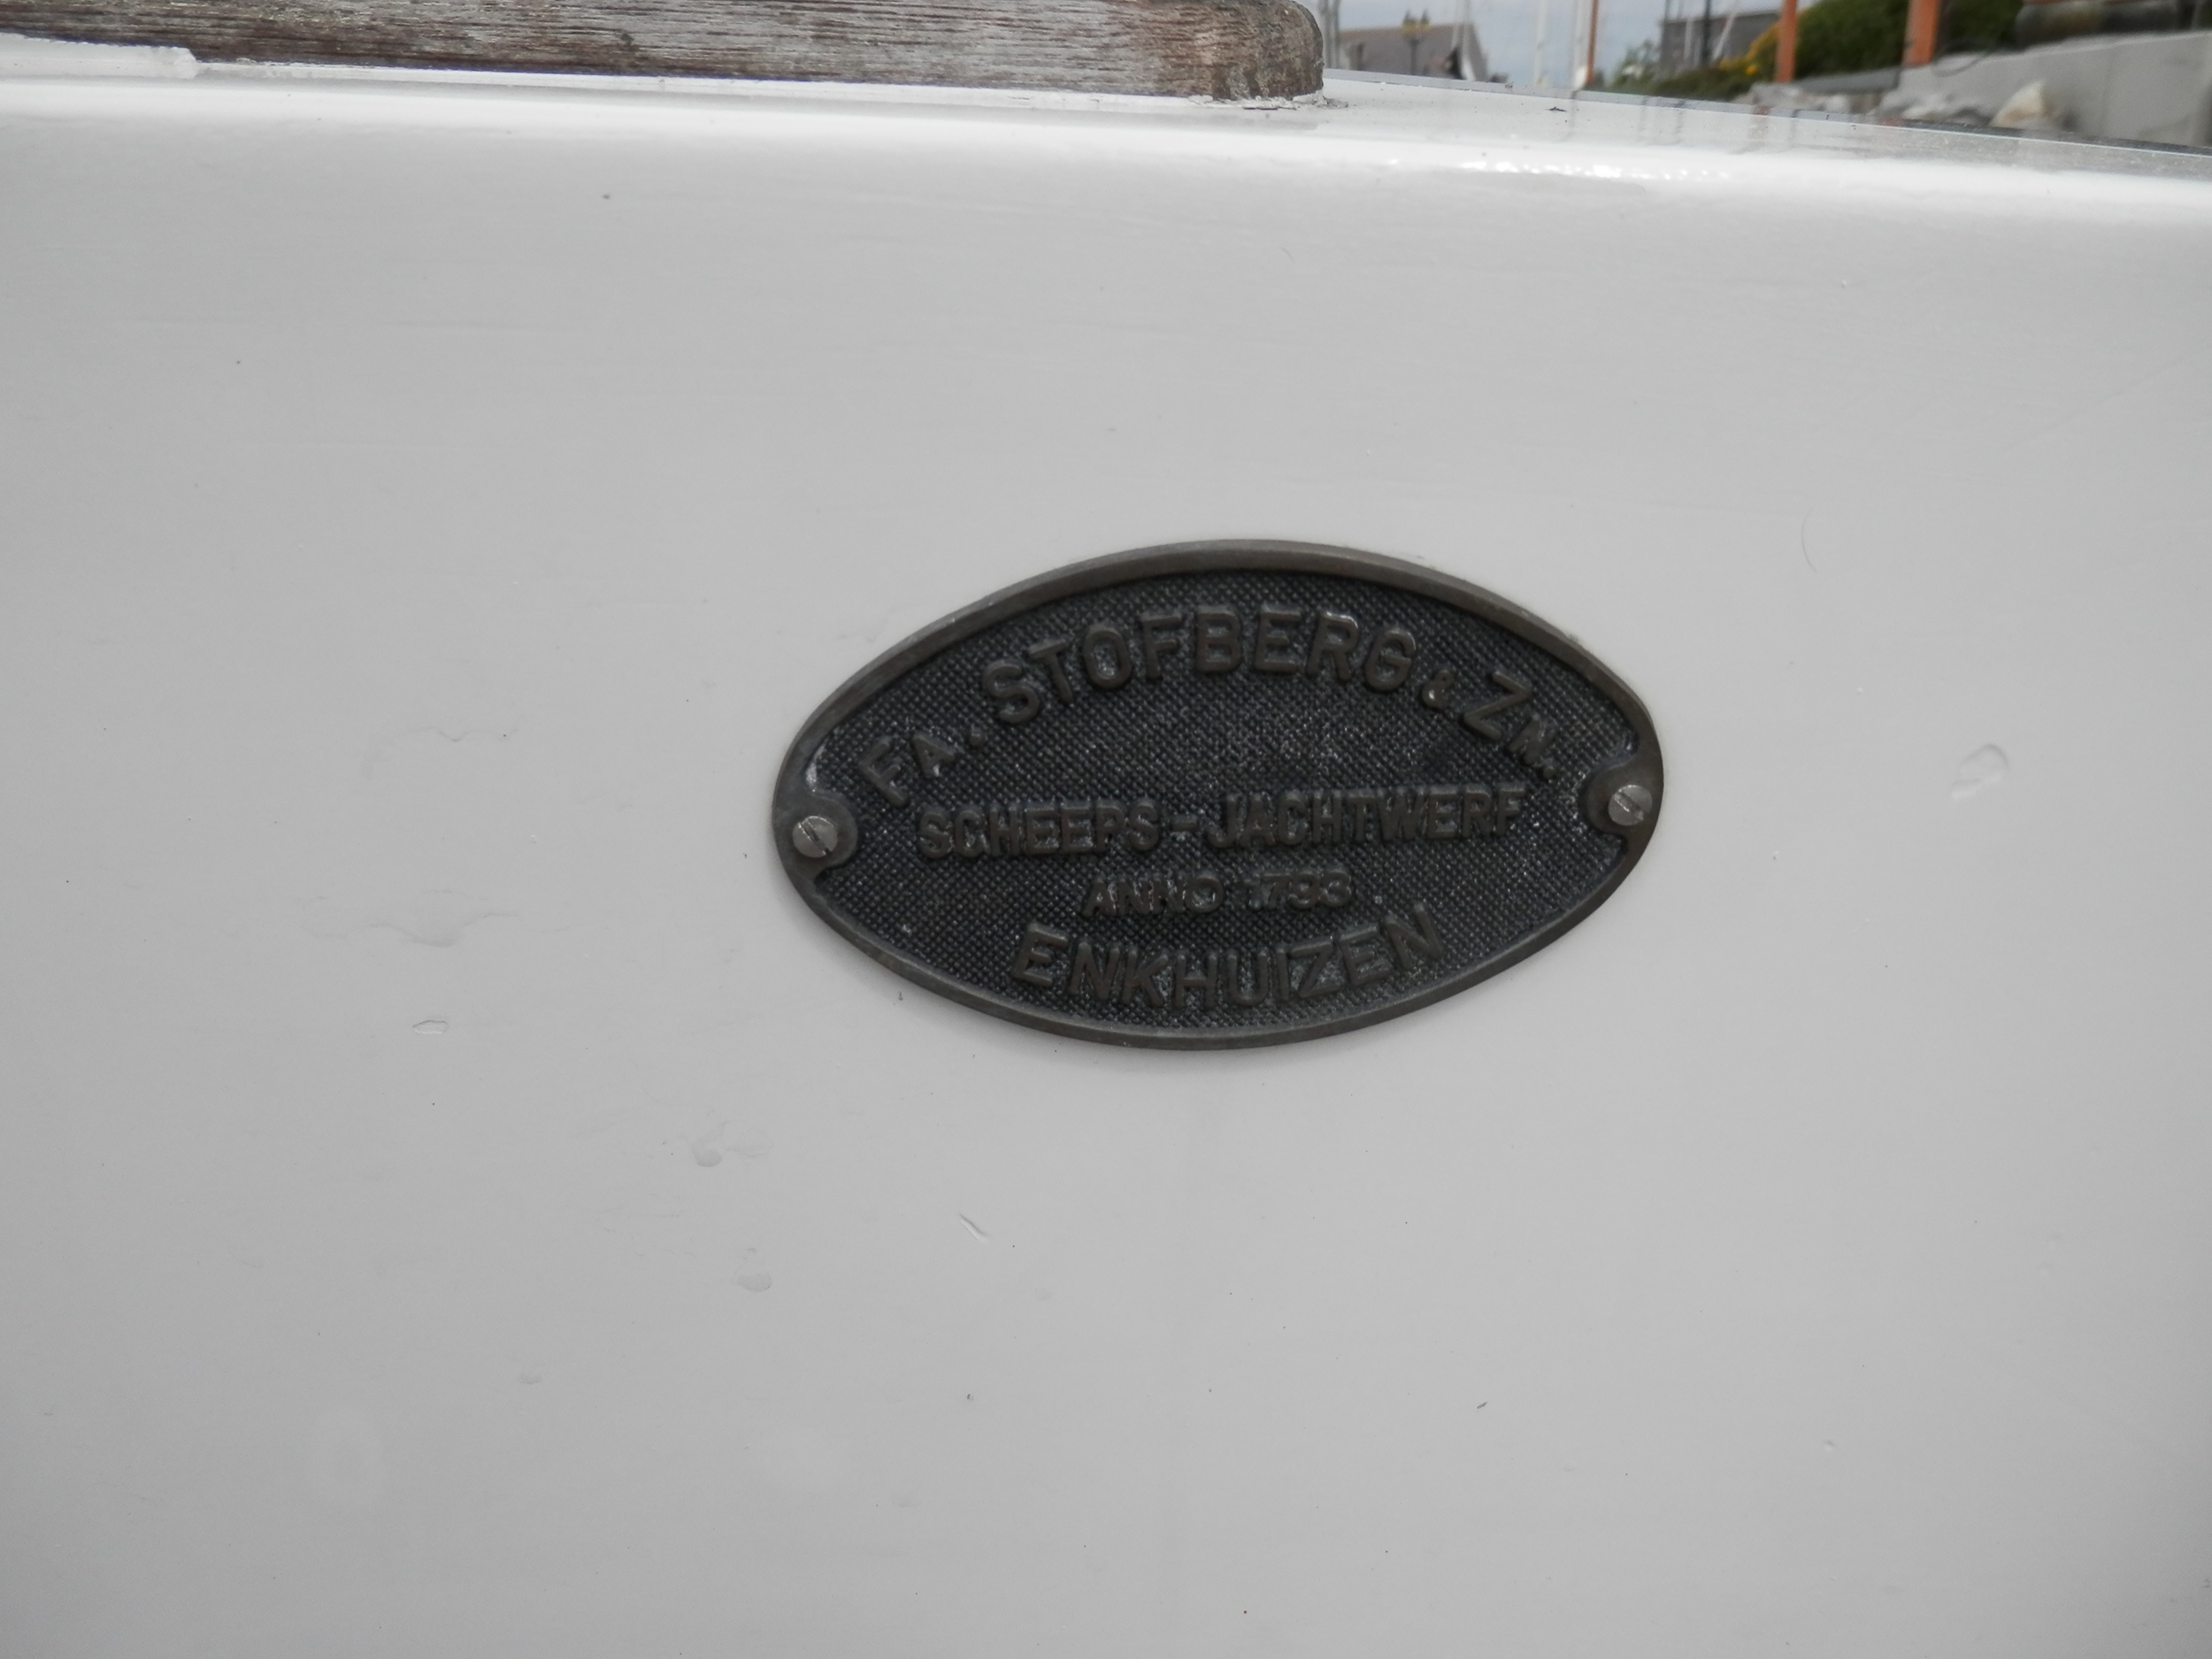 FA. STOFBERG & ZN.
SCHEEPS-JACHTWERF
ANNO 1793
ENKHUIZEN